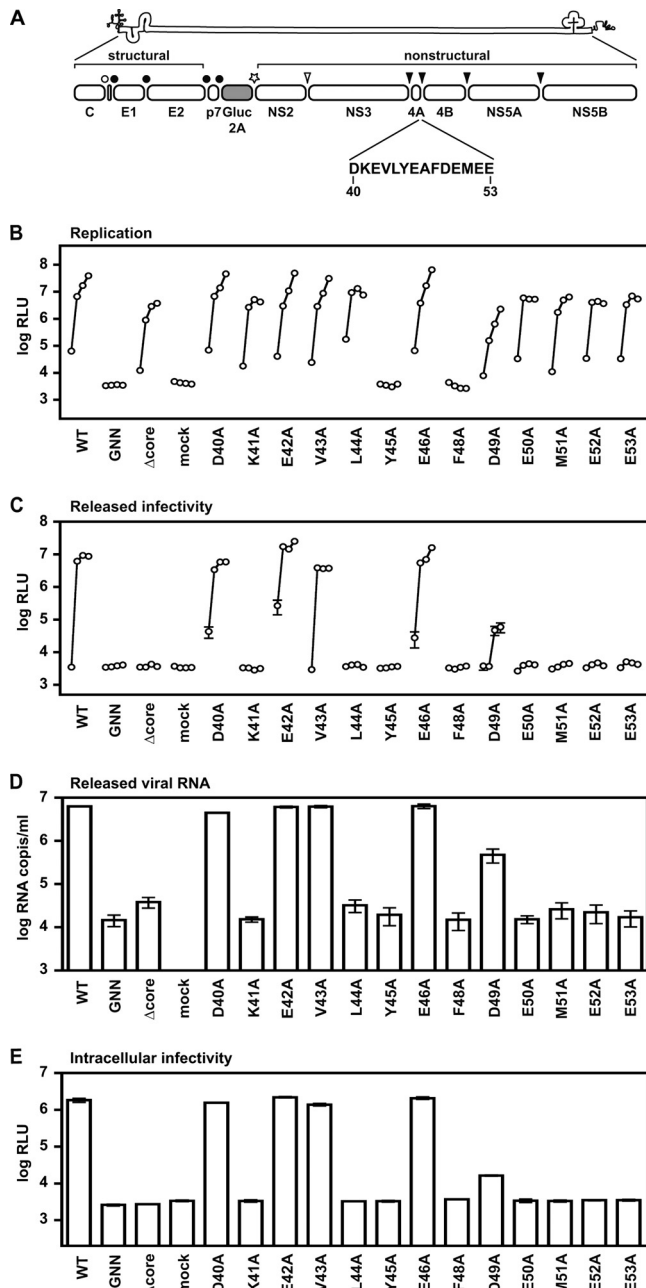 A
structural nonstructural
C E1 E2 p7 Gluc NS2 NS3 4A 4B NS5A NS5B
2A
DKEVLYEAFDEMEE
40 53
B Replication
log RLU
8
7
6
5
4
3
WT GNN Δcore mock D40A K41A E42A V43A L44A Y45A E46A F48A D49A E50A M51A E52A E53A
C Released infectivity
log RLU
8
7
6
5
4
3
WT GNN Δcore mock D40A K41A E42A V43A L44A Y45A E46A F48A D49A E50A M51A E52A E53A
D Released viral RNA
log RNA copis/ml
7
6
5
4
3
WT GNN Δcore mock D40A K41A E42A V43A L44A Y45A E46A F48A D49A E50A M51A E52A E53A
E Intracellular infectivity
log RLU
7
6
5
4
3
WT GNN Δcore mock D40A K41A E42A V43A L44A Y45A E46A F48A D49A E50A M51A E52A E53A